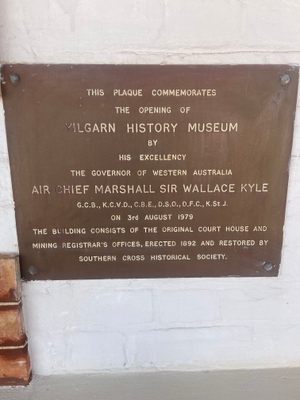 THIS PLAQUE COMMEMORATES
THE OPENING OF
YILGARN HISTORY MUSEUM
BY
HIS EXCELLENCY
THE GOVERNOR OF WESTERN AUSTRALIA
AIR CHIEF MARSHALL SIR WALLACE KYLE
G.C.B., K.C.V.O., C.B.E., D.S.O., D.F.C., K.St J.
ON 3rd AUGUST 1979
THE BUILDING CONSISTS OF THE ORIGINAL COURT HOUSE AND
MINING REGISTRAR'S OFFICES, ERECTED 1892 AND RESTORED BY
SOUTHERN CROSS HISTORICAL SOCIETY.